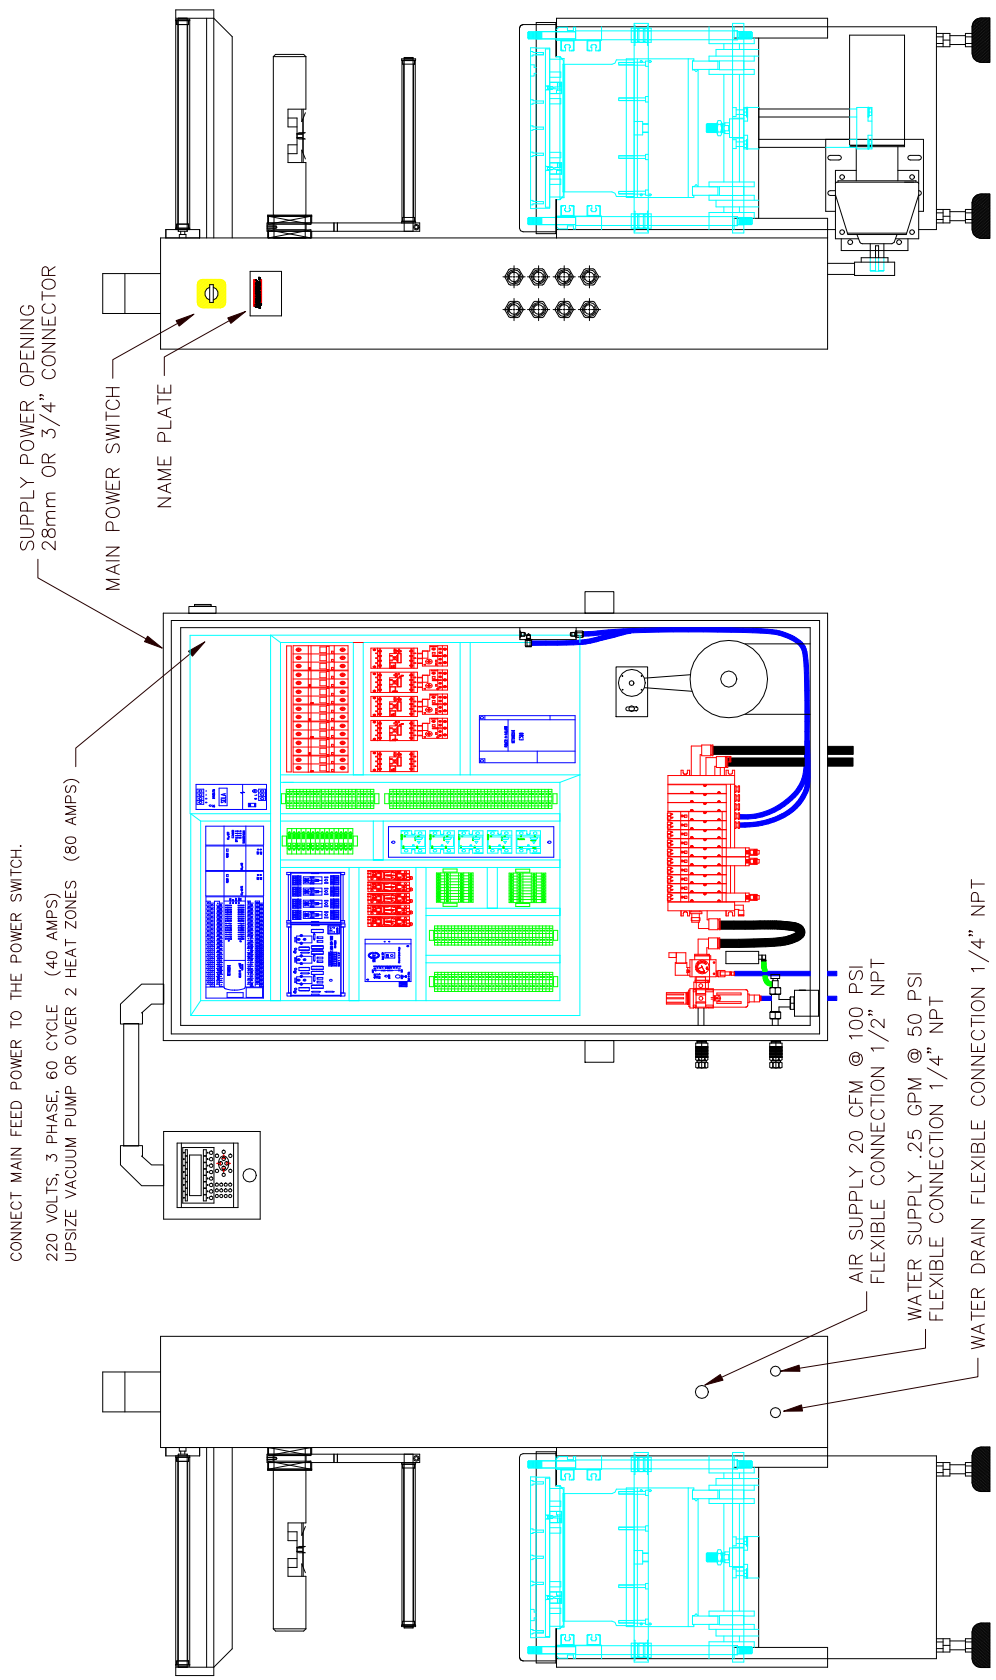 CONNECT MAIN FEED POWER TO THE POWER SWITCH.
220 VOLTS, 3 PHASE, 60 CYCLE (40 AMPS)
UPSIZE VACUUM PUMP OR OVER 2 HEAT ZONES (80 AMPS)
SUPPLY POWER OPENING
28mm OR 3/4" CONNECTOR
MAIN POWER SWITCH
NAME PLATE
AIR SUPPLY 20 CFM @ 100 PSI
FLEXIBLE CONNECTION 1/2" NPT
WATER SUPPLY .25 GPM @ 50 PSI
FLEXIBLE CONNECTION 1/4" NPT
WATER DRAIN FLEXIBLE CONNECTION 1/4" NPT